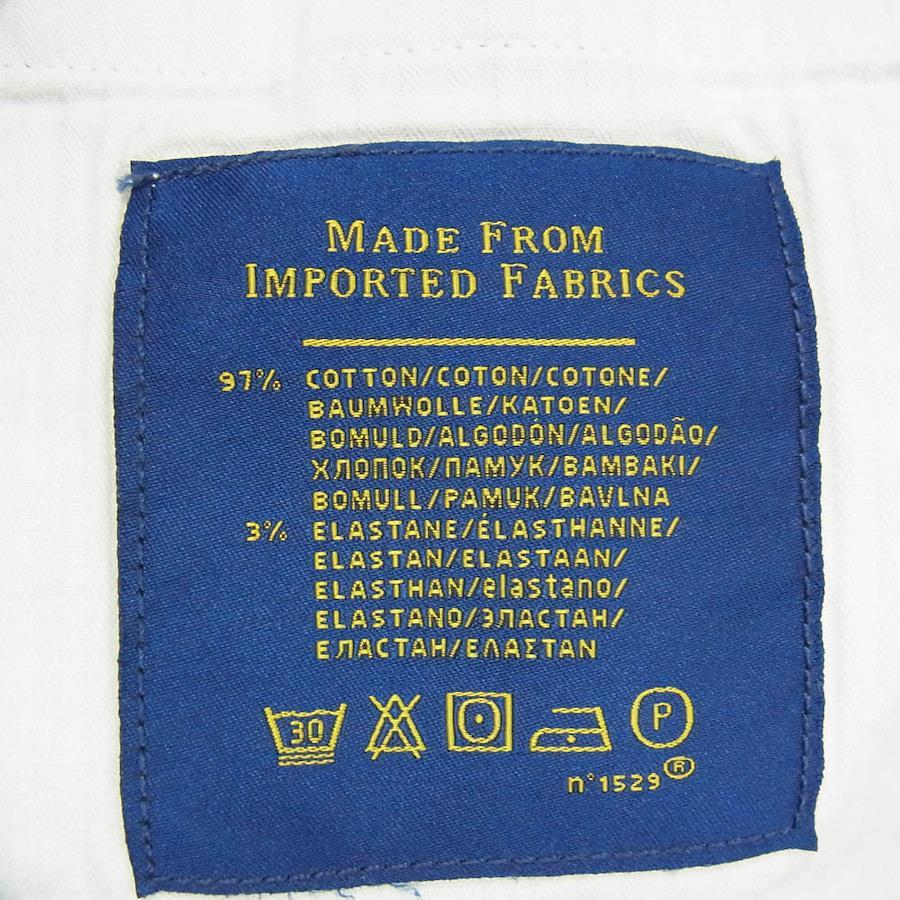 MADE FROM
IMPORTED FABRICS
97% COTTON/COTON/COTONE/
BAUMWOLLE/KATOEN/
BOMULD/ALGODÓN/ALGODÃO/
ХЛОПОК/ПАМУК/BAMBAKI/
BOMULL/PAMUK/BAVLNA
3% ELASTANE/ÉLASTHANNE/
ELASTAN/ELASTAAN/
ELASTHAN/elastano/
ELASTANO/ЭЛАСТАН/
ЕЛАСТАН/ΕΛΑΣΤΑΝ
30 P
n°1529®